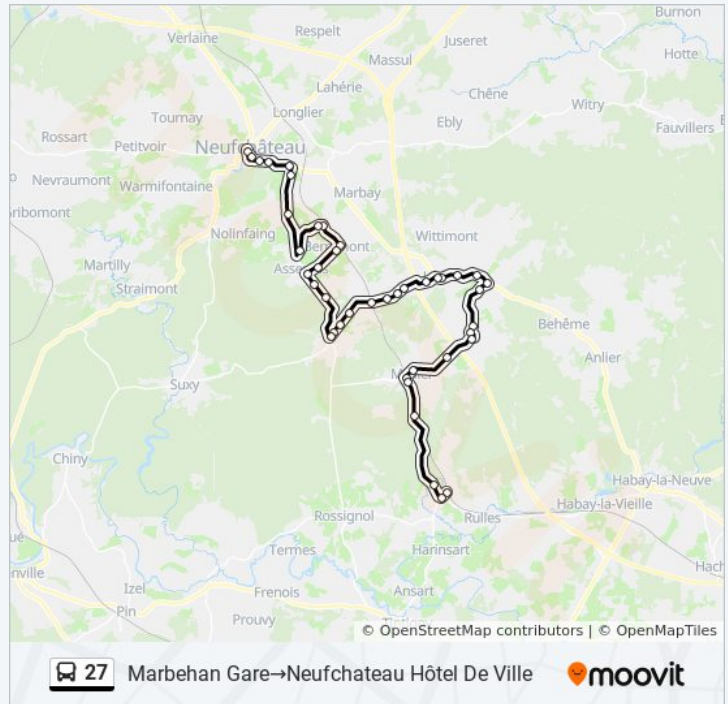 Burnon
Respelt
Juseret
Verlaine
Hotte
Massul
Lahérie
Chêne
Longlier
Witry
Tournay
Ebly
Fauvillers
Rossart
Petitvoir
Neufchâteau
Nevraumont
Warmifontaine
Marbay
Gribomont
Nolinfaing
Wittimont
Martilly
Straimont
Behême
Anlier
Suxy
Chiny
Habay-la-Neuve
Habay-la-Vieille
Rossignol
Rulles
Termes
Harinsart
Izel
Frenois
Ansart
Pin
Prouvy
© OpenStreetMap contributors | © OpenMapTiles
27 Marbehan Gare→Neufchateau Hôtel De Ville moovit